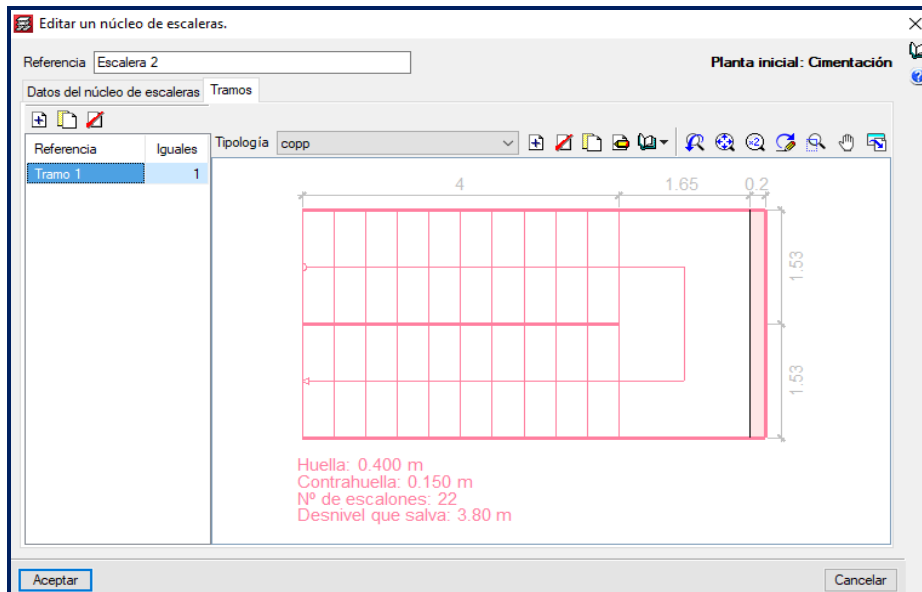 Editar un núcleo de escaleras.
Referencia Escalera 2 Planta inicial: Cimentación
Datos del núcleo de escaleras Tramos
Referencia Iguales Tipología copp
Tramo 1 1
4 1.65 0.2
1.53
1.53
Huella: 0.400 m
Contrahuella: 0.150 m
Nº de escalones: 22
Desnivel que salva: 3.80 m
Aceptar Cancelar